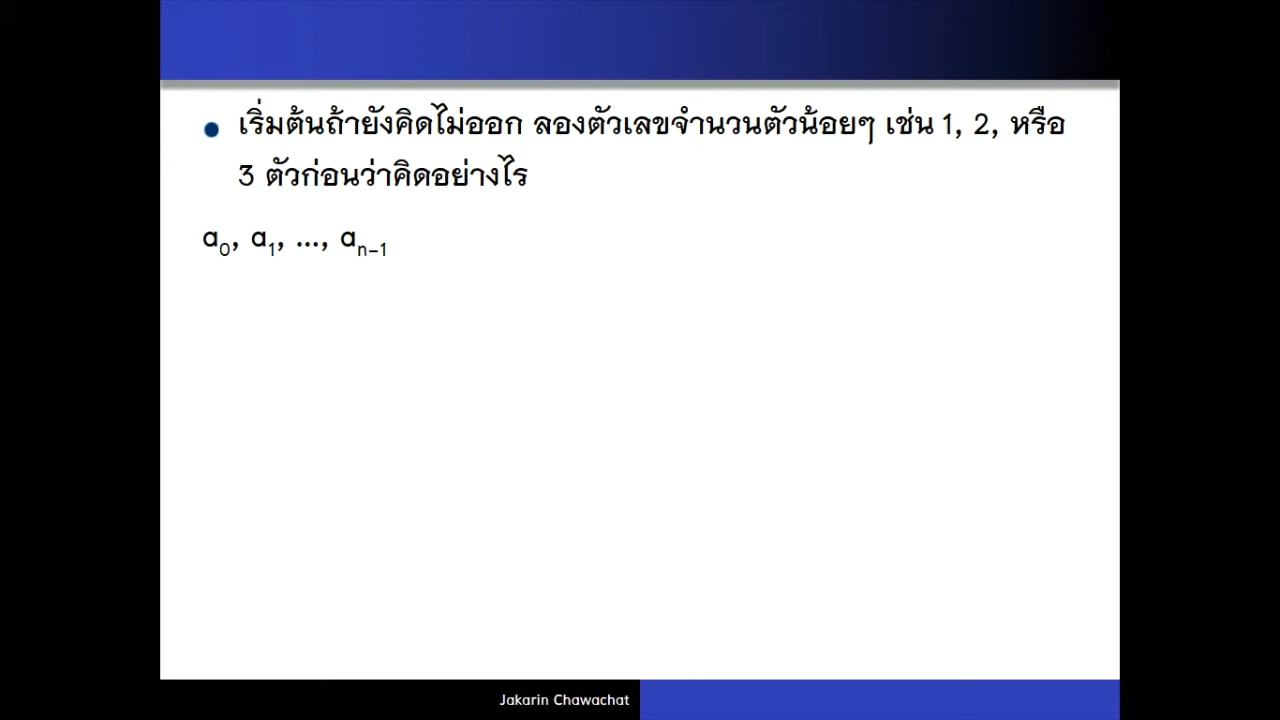 เริ่มต้นถ้ายังคิดไม่ออก ลองตัวเลขจำนวนตัวน้อยๆ เช่น 1, 2, หรือ
3 ตัวก่อนว่าคิดอย่างไร
a₀, a₁, ..., aₙ₋₁
Jakarin Chawachat